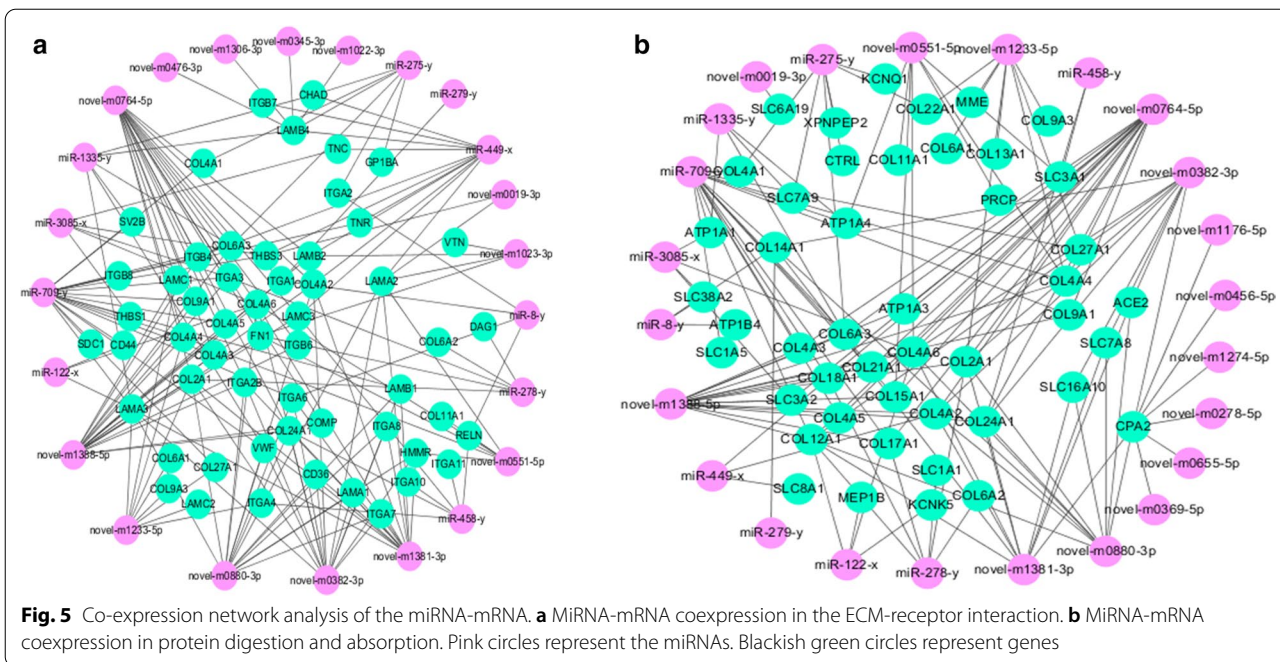 a
novel-m0345-3p
novel-m1306-3p
novel-m1022-3p
novel-m0476-3p
miR-275-y
novel-m0764-5p
miR-279-y
CHAD
ITGB7
LAMB4
miR-1335-y
COL4A1
TNC
GP1BA
miR-449-x
ITGA2
novel-m0019-3p
miR-3085-x
SV2B
TNR
COL6A3
VTN
novel-m1023-3p
ITGB4
THBS3
LAMB2
ITGB8
LAMC1
ITGA3
ITGA1
COL4A2
LAMA2
miR-709-y
COL9A1
COL4A6
THBS1
COL4A5
LAMC3
miR-8-y
DAG1
SDC1
CD44
COL4A4
FN1
ITGB6
COL6A2
COL4A3
miR-122-x
COL2A1
ITGA2B
LAMB1
miR-278-y
LAMA3
ITGA6
COL11A1
COMP
ITGA8
RELN
COL24A1
novel-m1388-5p
COL6A1
VWF
HMMR
ITGA11
novel-m0551-5p
COL27A1
CD36
ITGA10
COL9A3
LAMC2
ITGA4
LAMA1
ITGA7
miR-458-y
novel-m1233-5p
novel-m1381-3p
novel-m0880-3p
novel-m0382-3p
b
novel-m0551-5p
novel-m1233-5p
miR-275-y
novel-m0019-3p
KCNQ1
miR-458-y
SLC6A19
COL22A1
MME
novel-m0764-5p
miR-1335-y
XPNPEP2
COL9A3
COL6A1
COL13A1
CTRL
COL11A1
miR-709-y
COL4A1
SLC3A1
novel-m0382-3p
SLC7A9
PRCP
ATP1A4
ATP1A1
novel-m1176-5p
COL14A1
COL27A1
miR-3085-x
COL4A4
SLC38A2
ACE2
novel-m0456-5p
ATP1A3
COL9A1
miR-8-y
ATP1B4
COL6A3
SLC7A8
COL4A3
COL4A6
SLC1A5
COL2A1
novel-m1274-5p
COL21A1
COL18A1
SLC16A10
novel-m1388-5p
SLC3A2
COL15A1
COL4A5
COL4A2
novel-m0278-5p
COL24A1
CPA2
COL12A1
COL17A1
novel-m0655-5p
miR-449-x
SLC1A1
SLC8A1
MEP1B
COL6A2
KCNK5
novel-m0369-5p
miR-279-y
novel-m0880-3p
miR-122-x
miR-278-y
novel-m1381-3p
Fig. 5 Co-expression network analysis of the miRNA-mRNA. a MiRNA-mRNA coexpression in the ECM-receptor interaction. b MiRNA-mRNA
coexpression in protein digestion and absorption. Pink circles represent the miRNAs. Blackish green circles represent genes